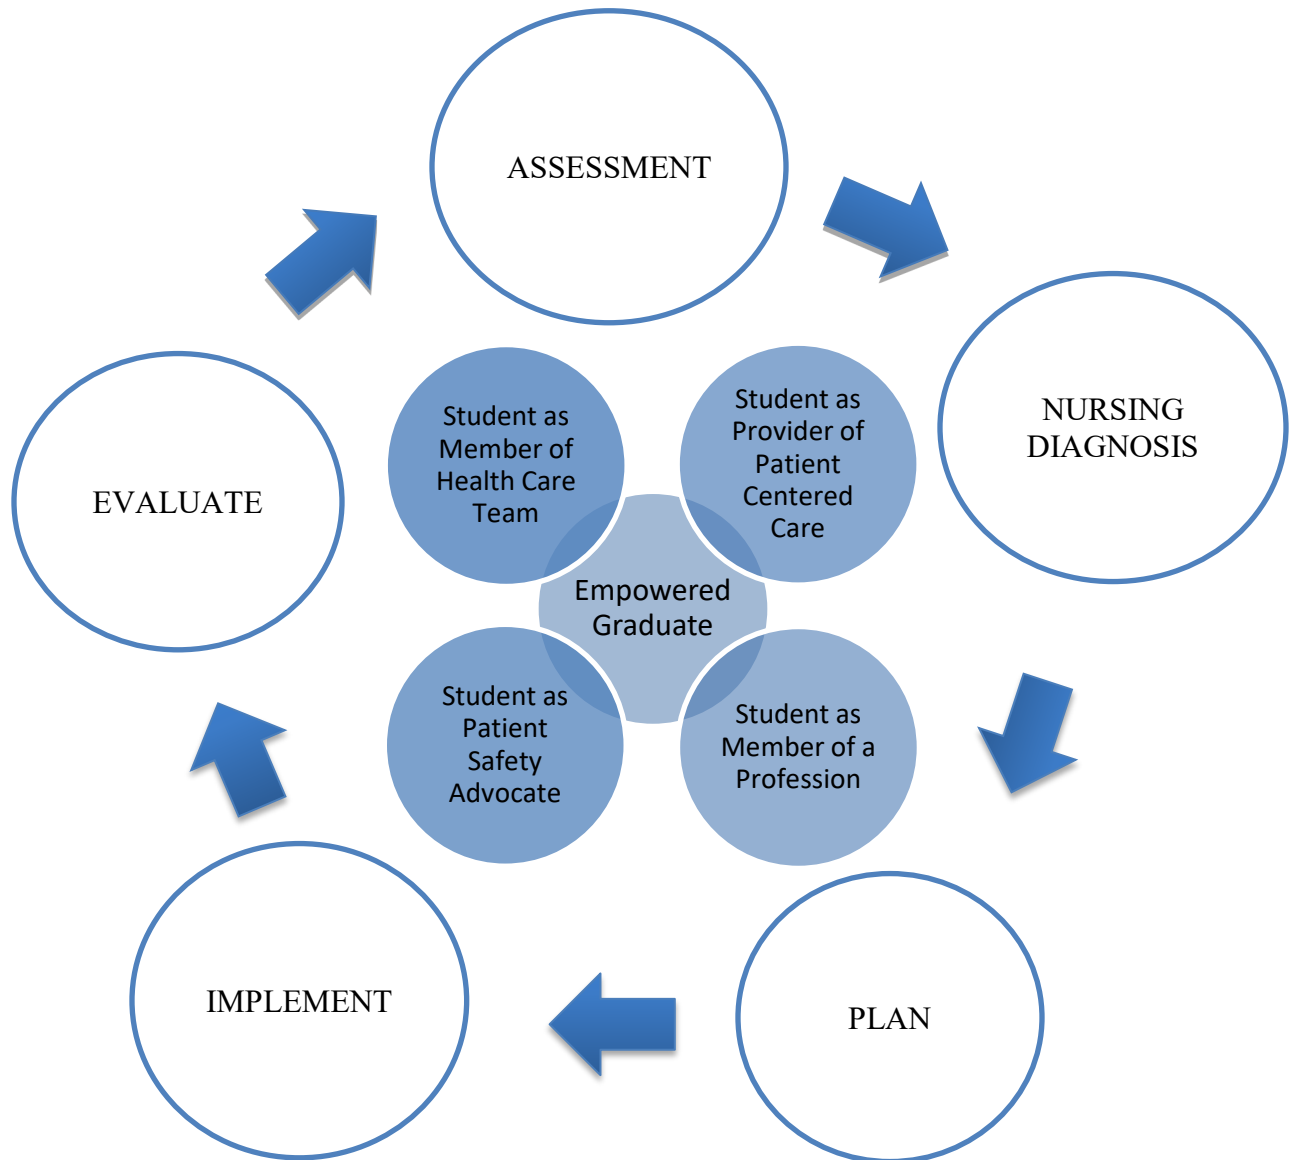 ASSESSMENT
NURSING
DIAGNOSIS
EVALUATE
Student as
Member of
Health Care
Team
Student as
Provider of
Patient
Centered
Care
Empowered
Graduate
Student as
Patient
Safety
Advocate
Student as
Member of a
Profession
IMPLEMENT
PLAN